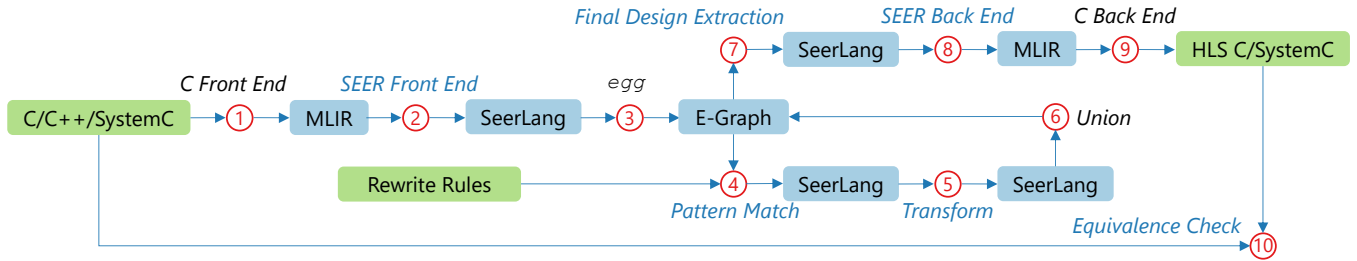 Final Design Extraction
SEER Back End
C Back End
7
SeerLang
8
MLIR
9
HLS C/SystemC
C Front End
SEER Front End
egg
C/C++/SystemC
1
MLIR
2
SeerLang
3
E-Graph
6
Union
Rewrite Rules
4
SeerLang
5
SeerLang
Pattern Match
Transform
Equivalence Check
10